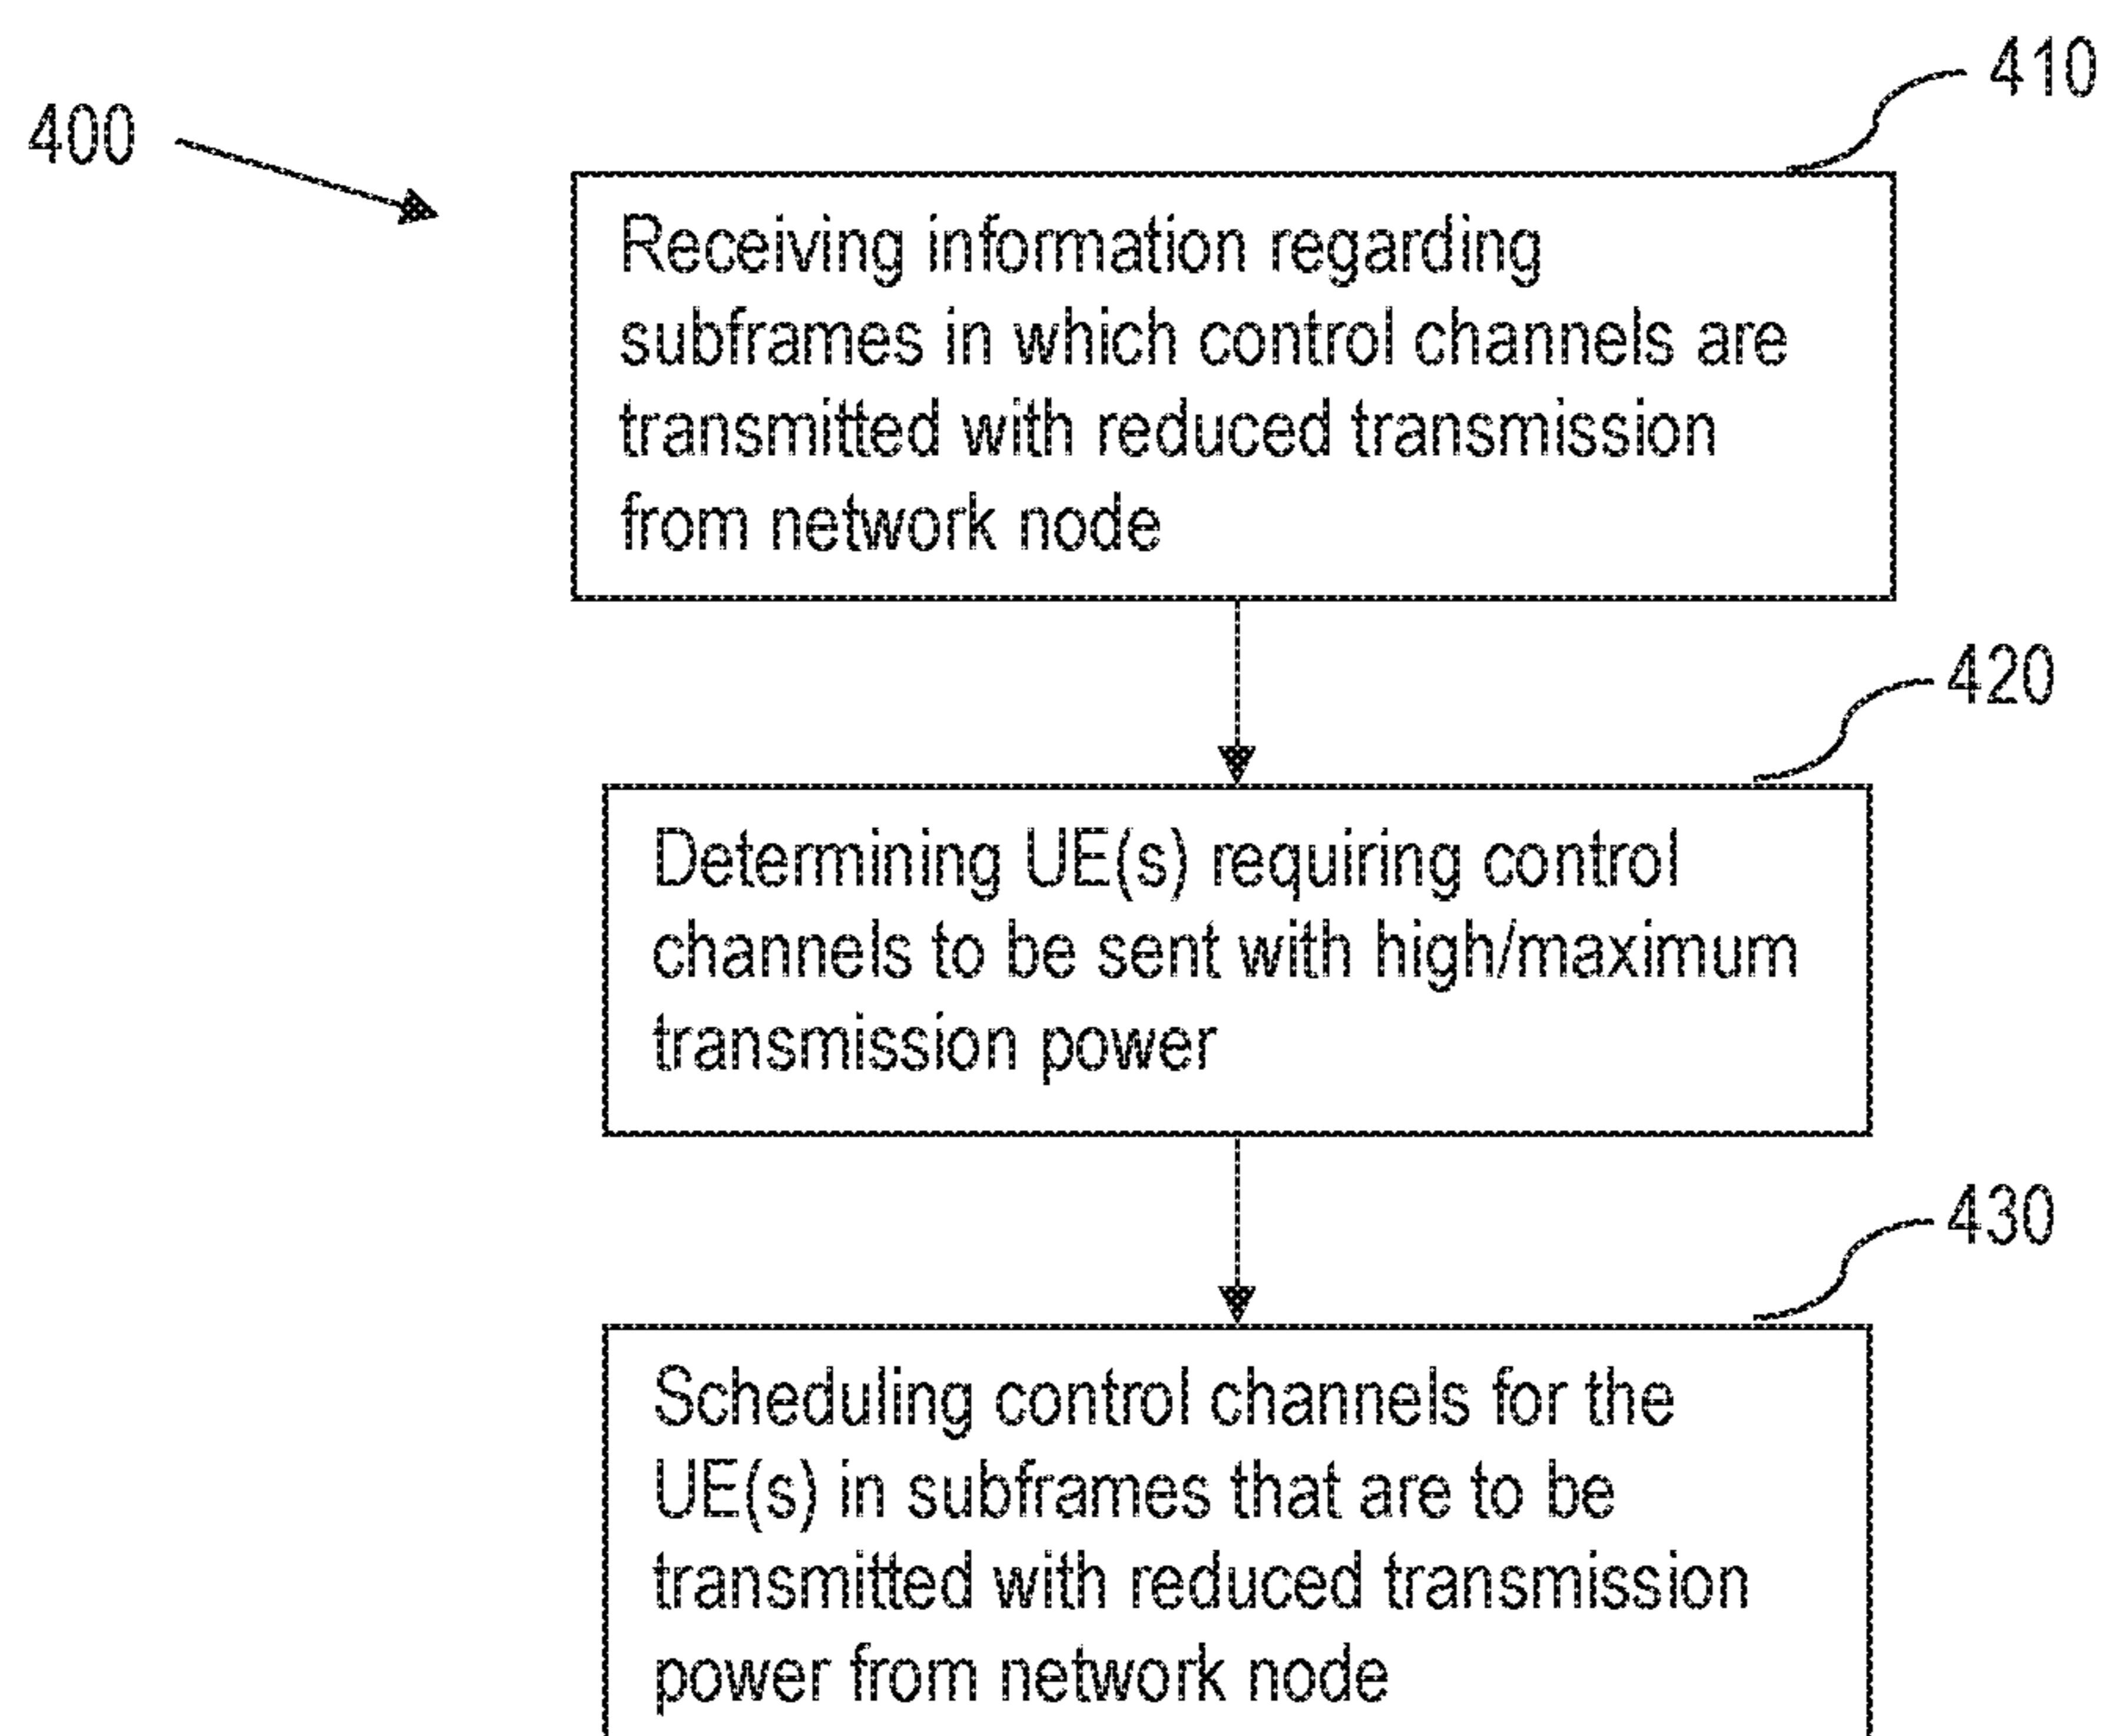 410
400
Receiving information regarding
subframes in which control channels are
transmitted with reduced transmission
from network node
420
Determining UE(s) requiring control
channels to be sent with high/maximum
transmission power
430
Scheduling control channels for the
UE(s) in subframes that are to be
transmitted with reduced transmission
power from network node